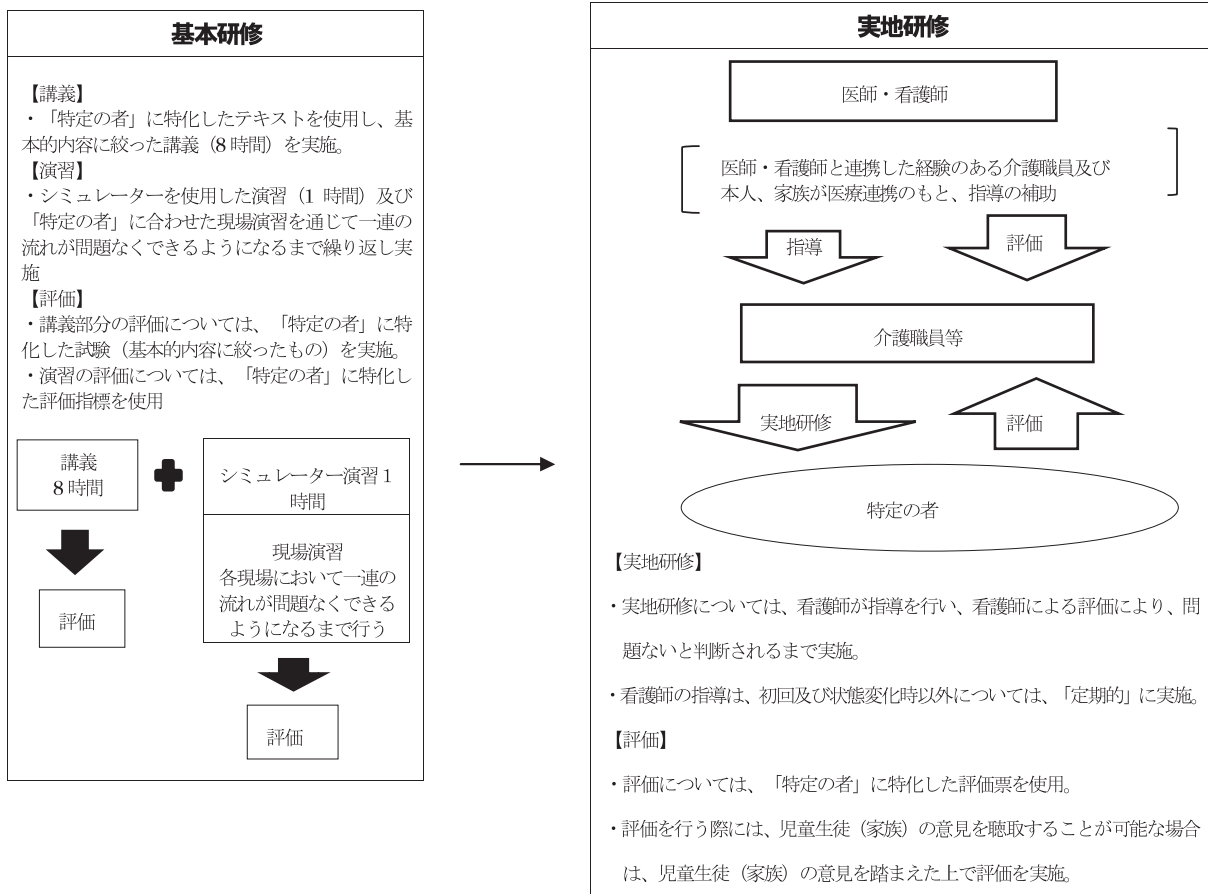 基本研修
【講義】
・「特定の者」に特化したテキストを使用し、基
本的内容に絞った講義（8 時間）を実施。
【演習】
・シミュレーターを使用した演習（1 時間）及び
「特定の者」に合わせた現場演習を通じて一連の
流れが問題なくできるようになるまで繰り返し実
施
【評価】
・講義部分の評価については、「特定の者」に特
化した試験（基本的内容に絞ったもの）を実施。
・演習の評価については、「特定の者」に特化し
た評価指標を使用
講義
8 時間
シミュレーター演習 1
時間
現場演習
各現場において一連の
流れが問題なくできる
ようになるまで行う
評価
評価
実地研修
医師・看護師
医師・看護師と連携した経験のある介護職員及び
本人、家族が医療連携のもと、指導の補助
指導
評価
介護職員等
実地研修
評価
特定の者
【実地研修】
・実地研修については、看護師が指導を行い、看護師による評価により、問
題ないと判断されるまで実施。
・看護師の指導は、初回及び状態変化時以外については、「定期的」に実施。
【評価】
・評価については、「特定の者」に特化した評価票を使用。
・評価を行う際には、児童生徒（家族）の意見を聴取することが可能な場合
は、児童生徒（家族）の意見を踏まえた上で評価を実施。